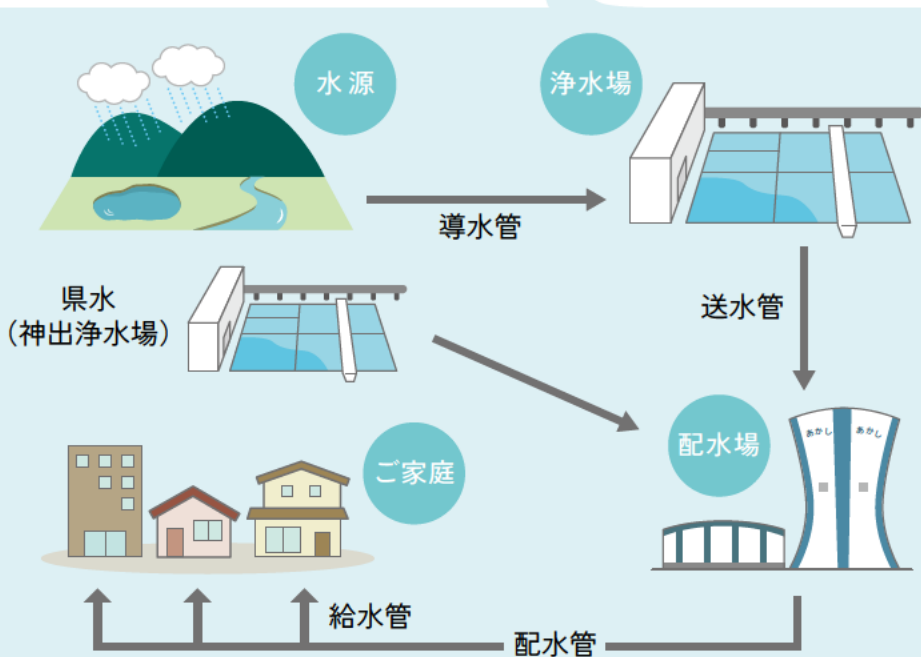 水源
浄水場
導水管
県水
（神出浄水場）
送水管
配水場
あかし
あかし
ご家庭
給水管
配水管